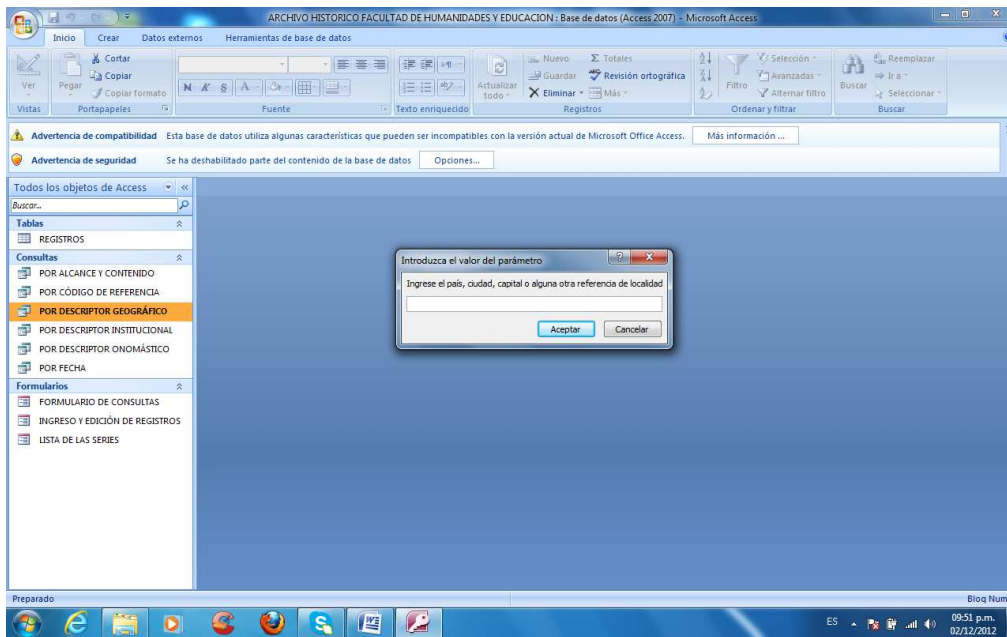 ARCHIVO HISTORICO FACULTAD DE HUMANIDADES Y EDUCACION : Base de datos (Access 2007) - Microsoft Access
Inicio Crear Datos externos Herramientas de base de datos
Ver
Vistas
Pegar
Cortar
Copiar
Copiar formato
Portapapeles
N K S A
Fuente
Texto enriquecido
Actualizar todo
Nuevo
Guardar
Eliminar
Totales
Revisión ortográfica
Más
Registros
Filtro
Selección
Avanzadas
Alternar filtro
Ordenar y filtrar
Buscar
Reemplazar
Ir a
Seleccionar
Buscar
Advertencia de compatibilidad Esta base de datos utiliza algunas características que pueden ser incompatibles con la versión actual de Microsoft Office Access. Más información ...
Advertencia de seguridad Se ha deshabilitado parte del contenido de la base de datos Opciones...
Todos los objetos de Access
Buscar...
Tablas
REGISTROS
Consultas
POR ALCANCE Y CONTENIDO
POR CÓDIGO DE REFERENCIA
POR DESCRIPTOR GEOGRÁFICO
POR DESCRIPTOR INSTITUCIONAL
POR DESCRIPTOR ONOMÁSTICO
POR FECHA
Formularios
FORMULARIO DE CONSULTAS
INGRESO Y EDICIÓN DE REGISTROS
LISTA DE LAS SERIES
Introduzca el valor del parámetro
Ingrese el país, ciudad, capital o alguna otra referencia de localidad
Aceptar Cancelar
Preparado
Bloq Num
ES
09:51 p.m.
02/12/2012